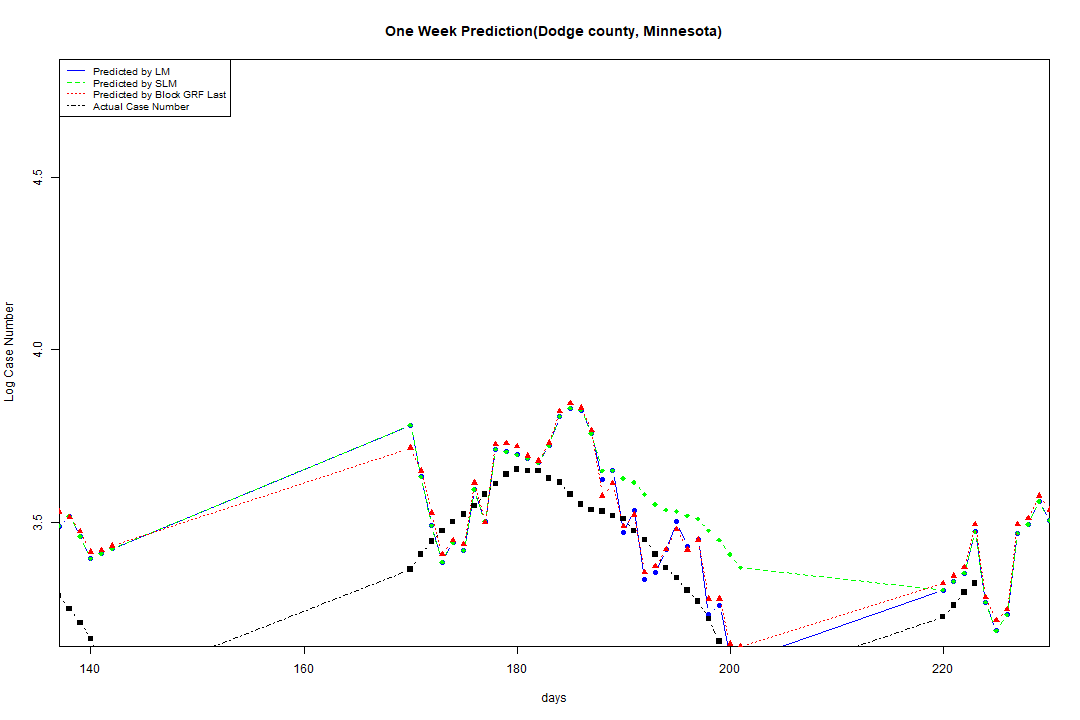 One Week Prediction(Dodge county, Minnesota)
Predicted by LM
Predicted by SLM
Predicted by Block GRF Last
Actual Case Number
4.5
4.0
3.5
Log Case Number
140 160 180 200 220
days